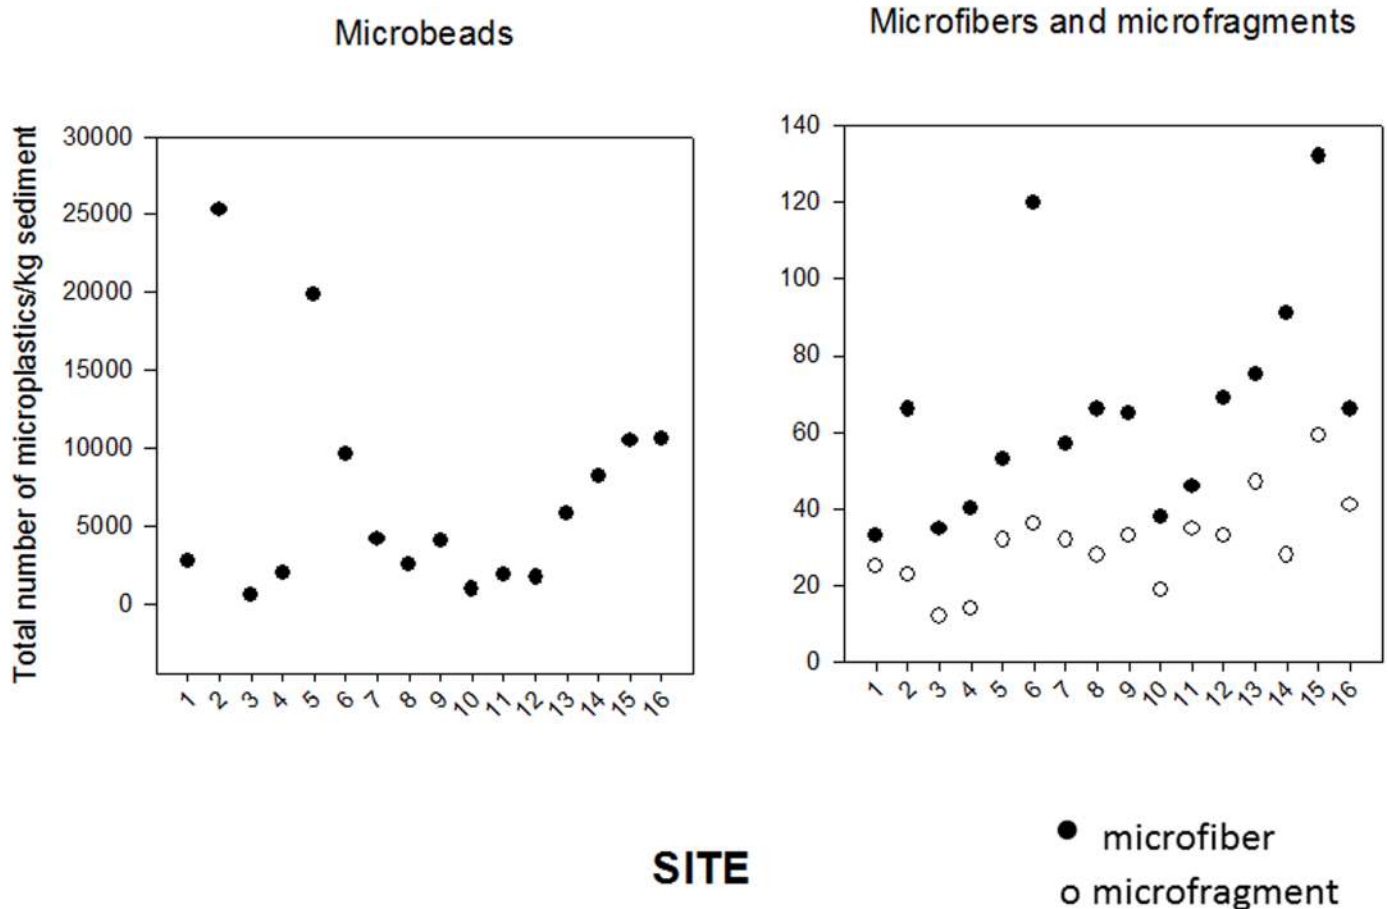 Microbeads
Microfibers and microfragments
Total number of microplastics/kg sediment
30000
25000
20000
15000
10000
5000
0
1 2 3 4 5 6 7 8 9 10 11 12 13 14 15 16
140
120
100
80
60
40
20
0
1 2 3 4 5 6 7 8 9 10 11 12 13 14 15 16
SITE
microfiber
microfragment